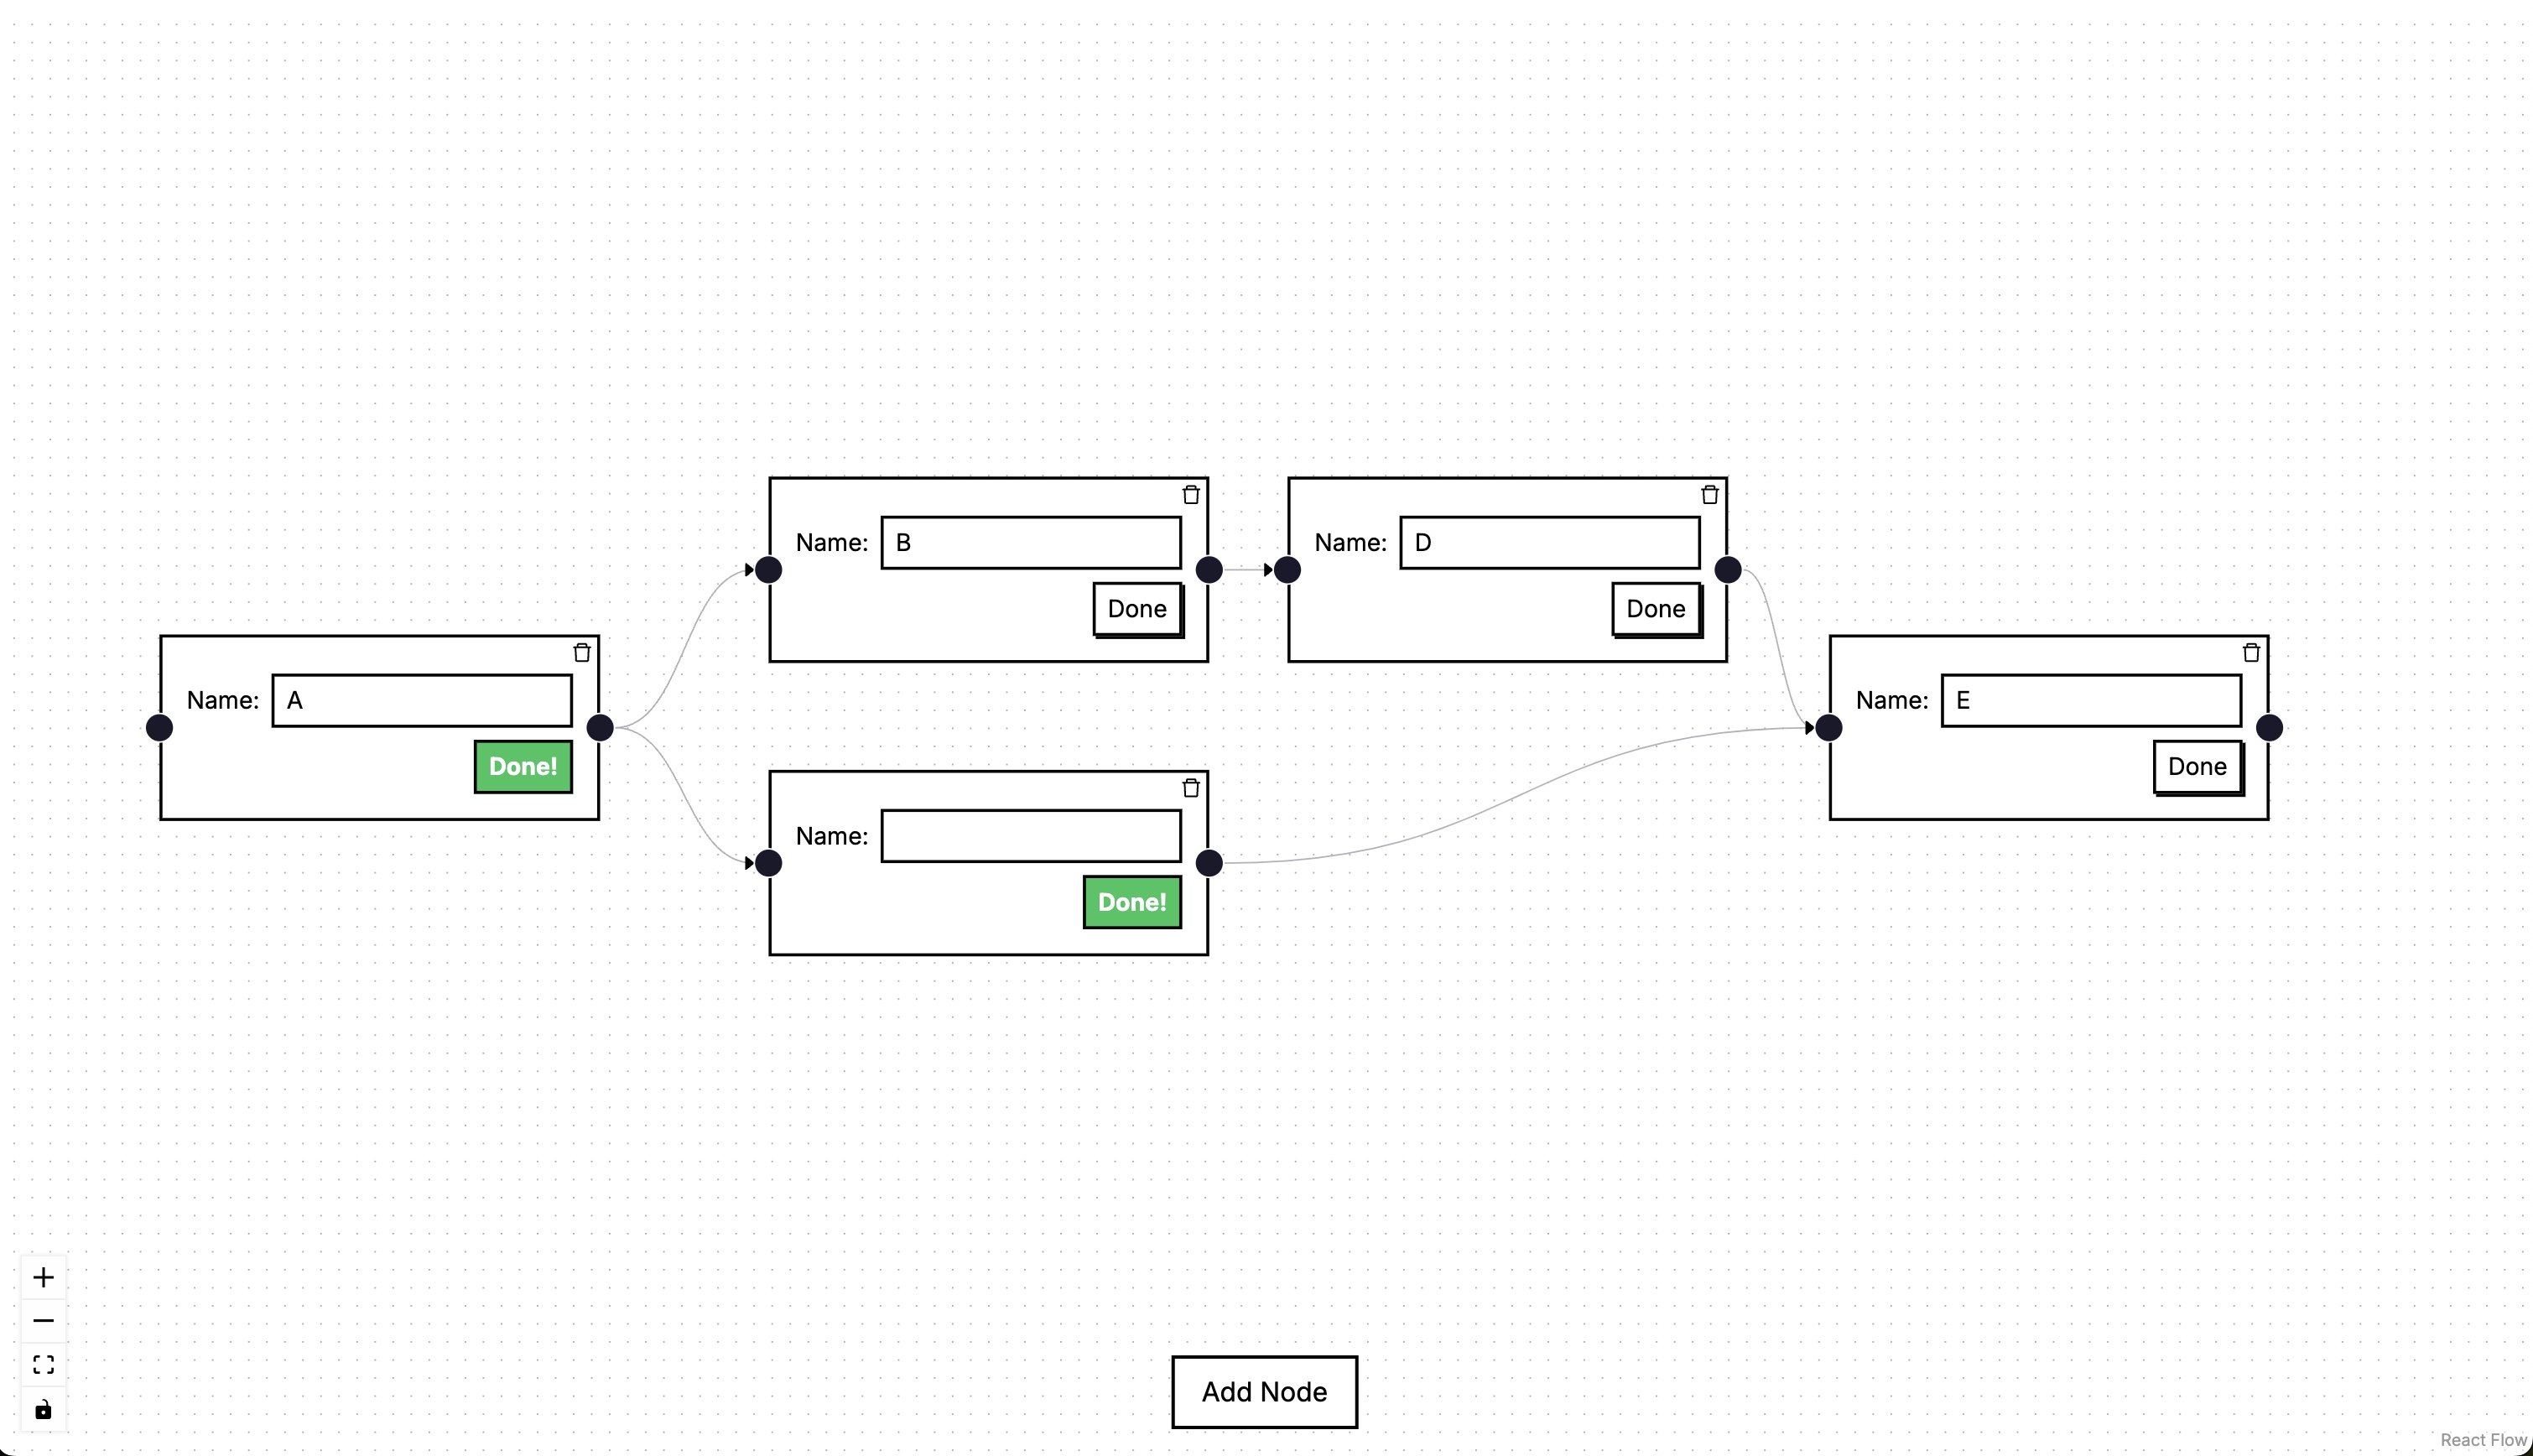 Name: B
Done
Name: D
Done
Name: A
Done!
Name: E
Done
Name:
Done!
Add Node
React Flow